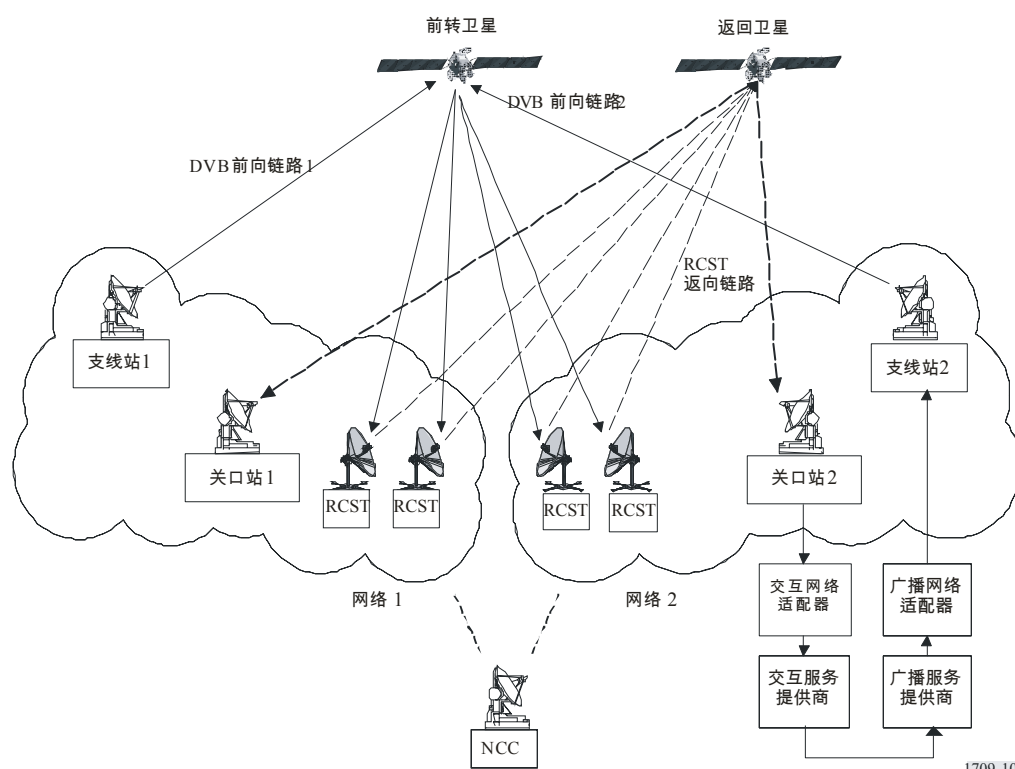 前转卫星
返回卫星
DVB 前向链路2
DVB前向链路1
RCST
返向链路
支线站1
支线站2
关口站1
关口站2
RCST
RCST
RCST
RCST
网络 1
网络 2
交互网络
适配器
广播网络
适配器
交互服务
提供商
广播服务
提供商
NCC